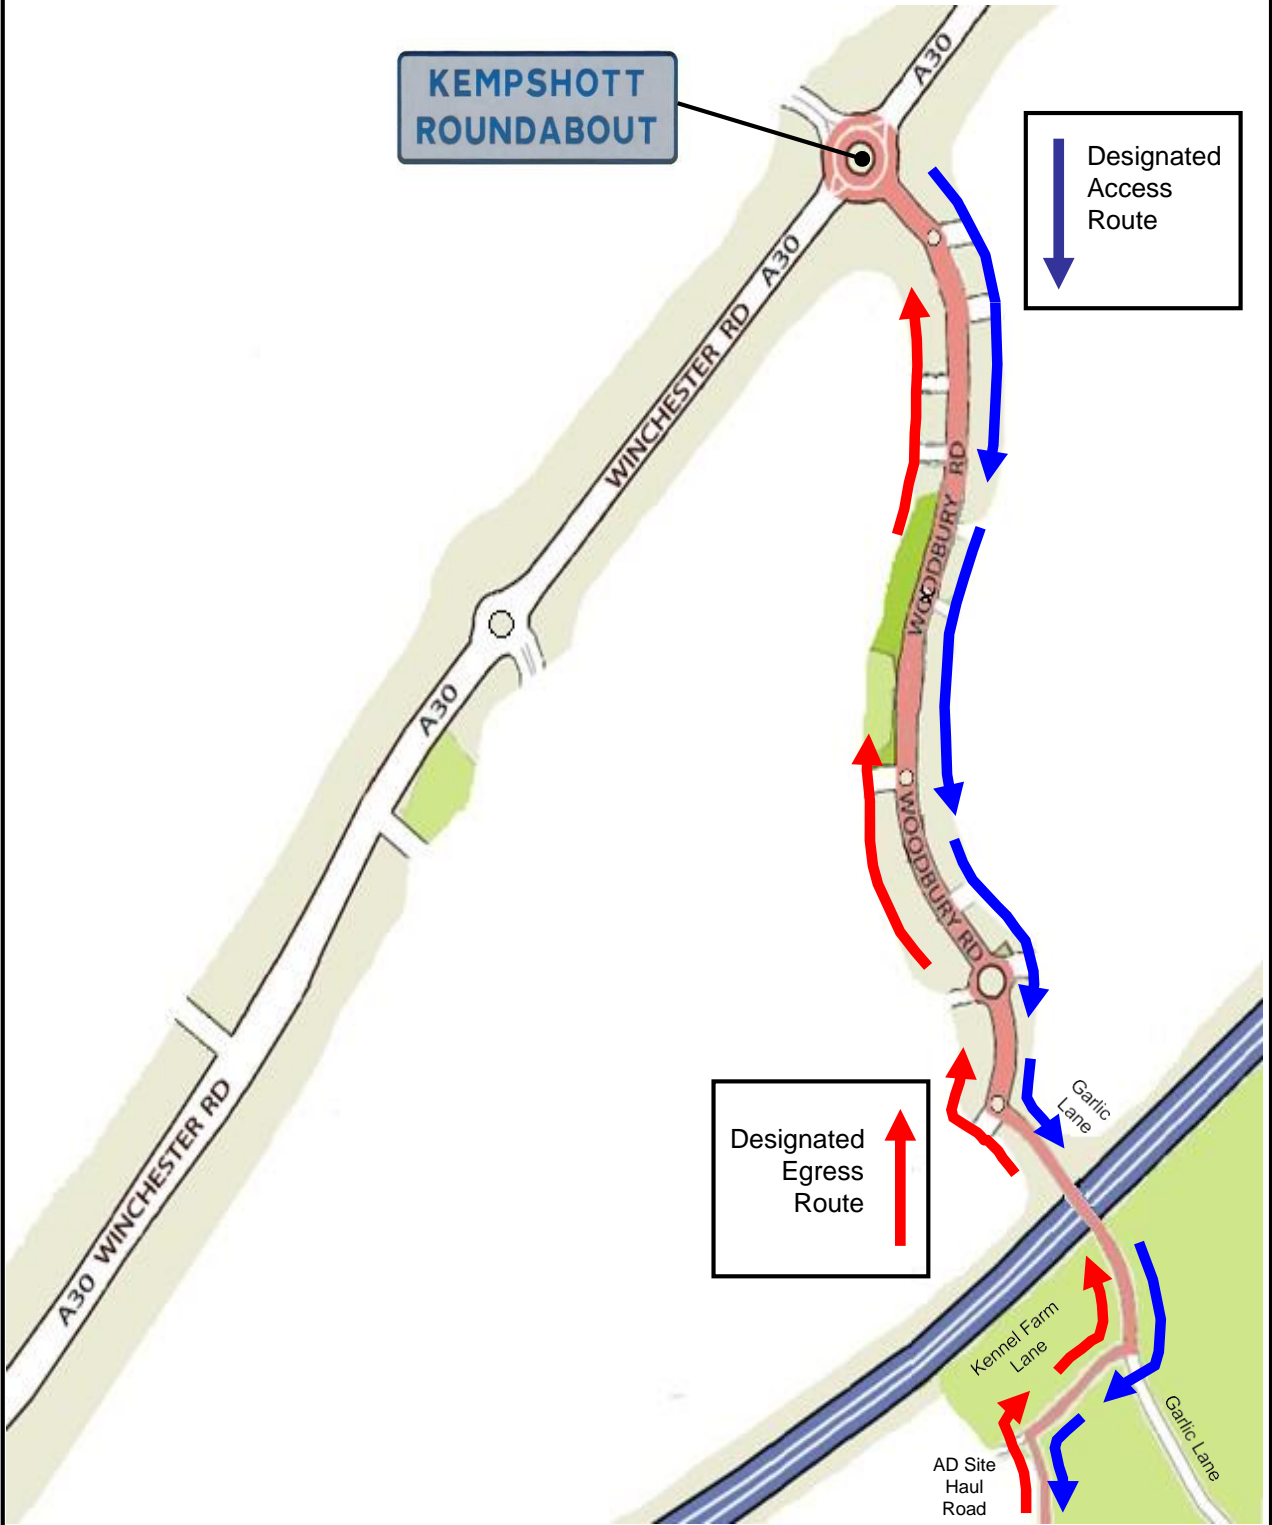 A30
KEMPSHOTT
ROUNDABOUT
Designated
Access
Route
A30
WINCHESTER RD
WOODBURY RD
A30
WOODBURY RD
Garlic
Lane
A30 WINCHESTER RD
Designated
Egress
Route
Kennel Farm
Lane
Garlic Lane
AD Site
Haul
Road